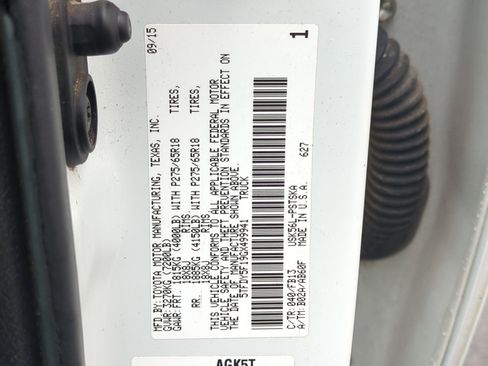 MFD.BY:TOYOTA MOTOR MANUFACTURING, TEXAS, INC. 09/15
GVWR: 3270KG (7200LB)
GAWR: FRT. 1815KG (4000LB) WITH P275/65R18 TIRES,
18X8J RIMS,
RR. 1885KG (4150LB) WITH P275/65R18 TIRES,
18X8J RIMS.
THIS VEHICLE CONFORMS TO ALL APPLICABLE FEDERAL MOTOR
VEHICLE SAFETY AND THEFT PREVENTION STANDARDS IN EFFECT ON
THE DATE OF MANUFACTURE SHOWN ABOVE.
5TFDY5F19GX499941 TRUCK
1
USK56L-PSTSKA 627
C/TR: 040/FB13 MADE IN U.S.A.
A/TM: B02A/AB60F
AGK5T